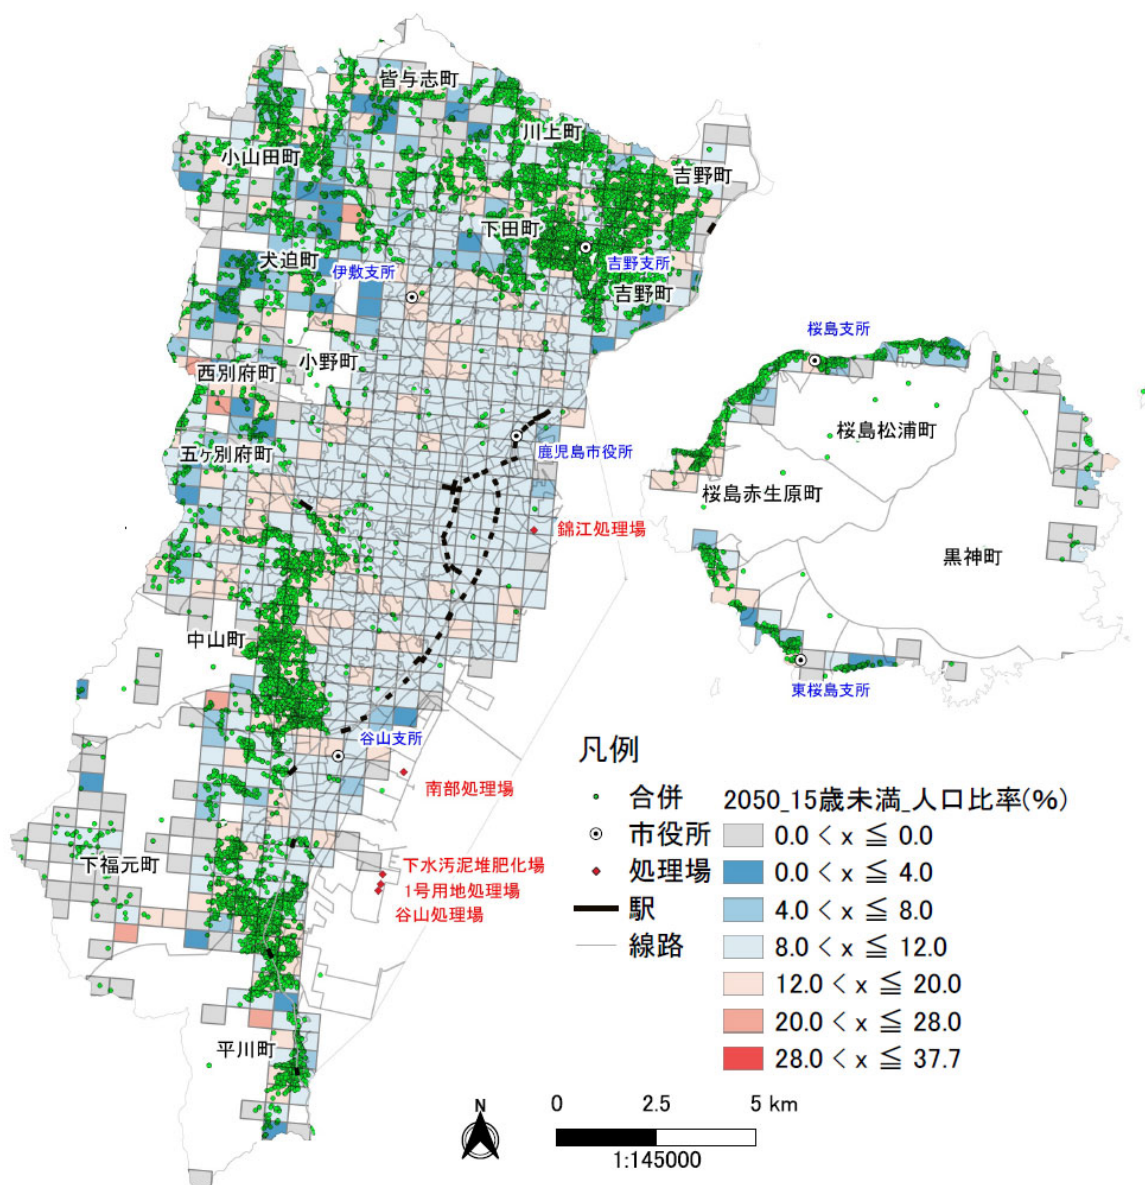 皆与志町
川上町
小山田町
吉野町
下田町
犬迫町
伊敷支所
吉野支所
吉野町
小野町
西別府町
五ヶ別府町
鹿児島市役所
錦江処理場
中山町
谷山支所
南部処理場
下福元町
下水汚泥堆肥化場
1号用地処理場
谷山処理場
平川町
桜島支所
桜島松浦町
桜島赤生原町
黒神町
東桜島支所
凡例
合併
市役所
処理場
駅
線路
2050_15歳未満_人口比率(%)
0.0 < x ≦ 0.0
0.0 < x ≦ 4.0
4.0 < x ≦ 8.0
8.0 < x ≦ 12.0
12.0 < x ≦ 20.0
20.0 < x ≦ 28.0
28.0 < x ≦ 37.7
N
0 2.5 5 km
1:145000